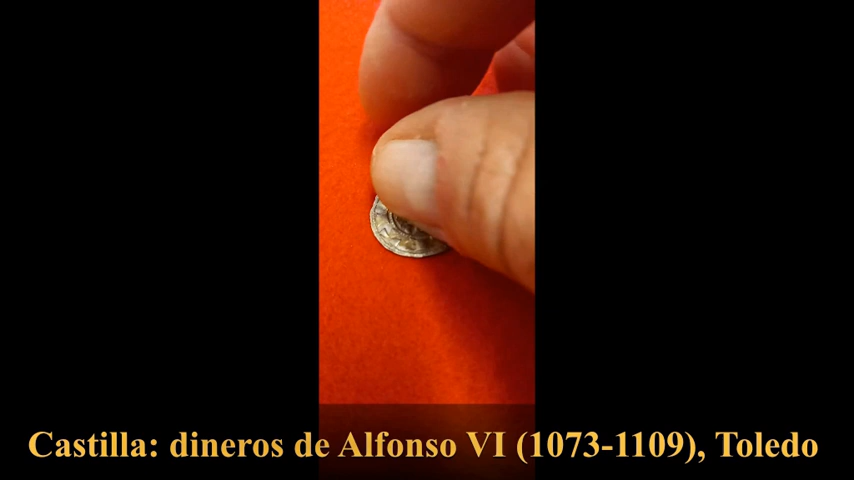 Castilla: dineros de Alfonso VI (1073-1109), Toledo